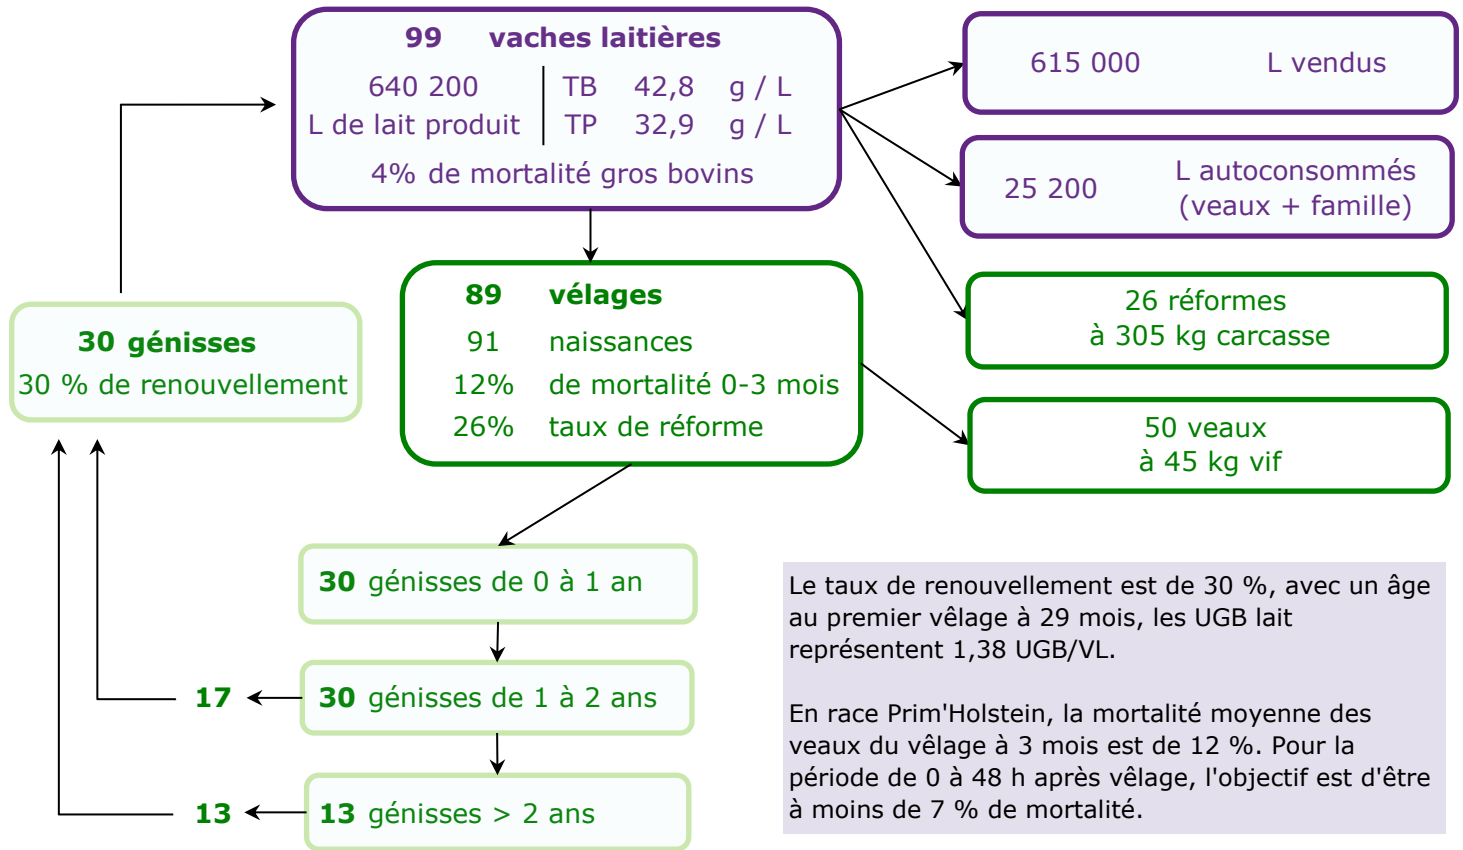 99 vaches laitières
640 200 TB 42,8 g / L
L de lait produit TP 32,9 g / L
4% de mortalité gros bovins
615 000 L vendus
25 200 L autoconsommés
(veaux + famille)
89 vélages
91 naissances
12% de mortalité 0-3 mois
26% taux de réforme
26 réformes
à 305 kg carcasse
50 veaux
à 45 kg vif
30 génisses
30 % de renouvellement
30 génisses de 0 à 1 an
17 30 génisses de 1 à 2 ans
13 13 génisses > 2 ans
Le taux de renouvellement est de 30 %, avec un âge
au premier vêlage à 29 mois, les UGB lait
représentent 1,38 UGB/VL.
En race Prim'Holstein, la mortalité moyenne des
veaux du vêlage à 3 mois est de 12 %. Pour la
période de 0 à 48 h après vêlage, l'objectif est d'être
à moins de 7 % de mortalité.